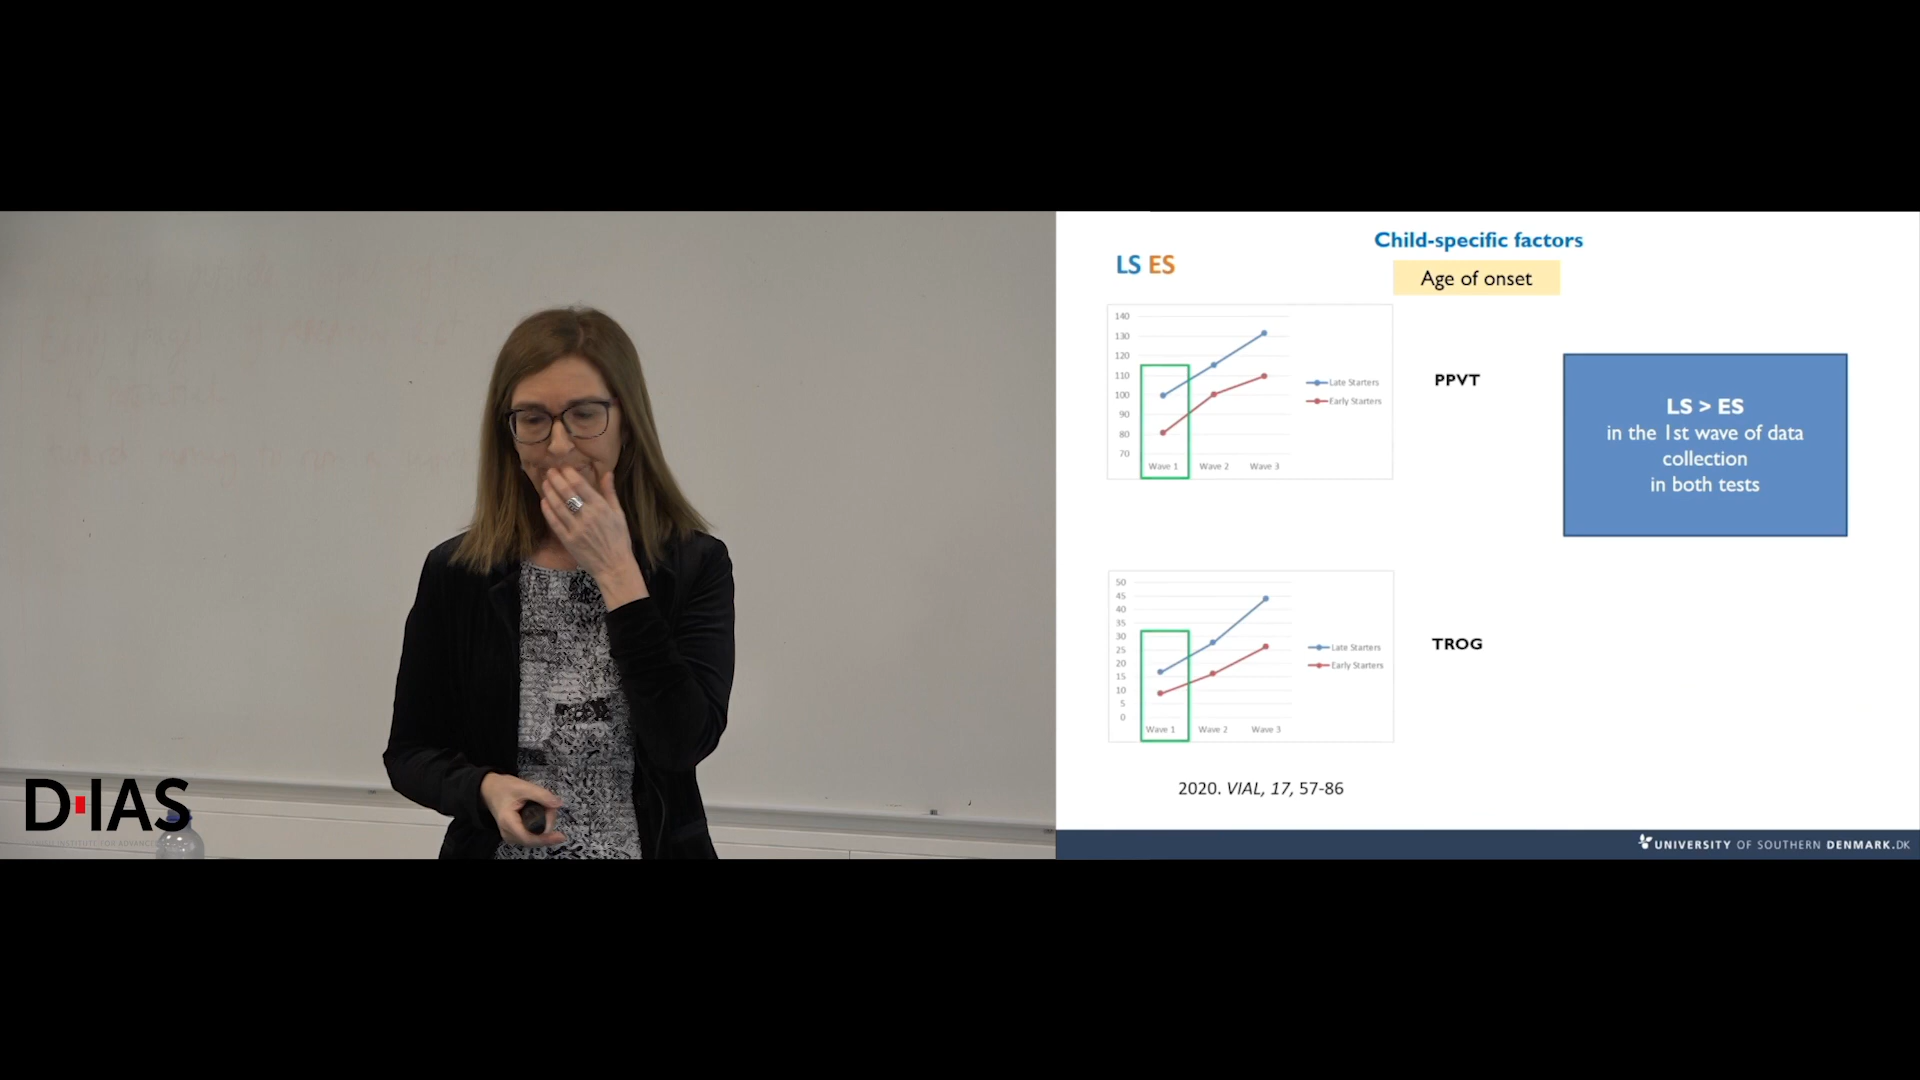 Child-specific factors
LS ES
Age of onset
140
130
120
110
100
90
80
70
Wave 1 Wave 2 Wave 3
Late Starters
Early Starters
PPVT
LS > ES
in the 1st wave of data
collection
in both tests
50
45
40
35
30
25
20
15
10
5
0
Wave 1 Wave 2 Wave 3
Late Starters
Early Starters
TROG
2020. VIAL, 17, 57-86
UNIVERSITY OF SOUTHERN DENMARK.DK
D-IAS